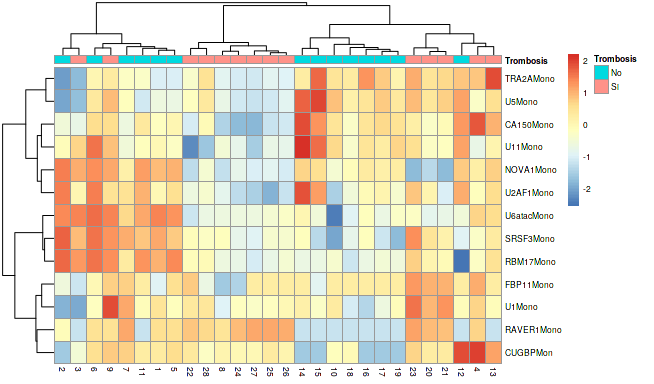 Trombosis
TRA2AMono
U5Mono
CA150Mono
U11Mono
NOVA1Mono
U2AF1Mono
U6atacMono
SRSF3Mono
RBM17Mono
FBP11Mono
U1Mono
RAVER1Mono
CUGBPMon
2 3 6 9 7 11 1 5 22 28 8 24 27 25 26 14 15 10 18 16 17 19 23 20 21 12 4 13
2
1
0
-1
-2
Trombosis
No
SI